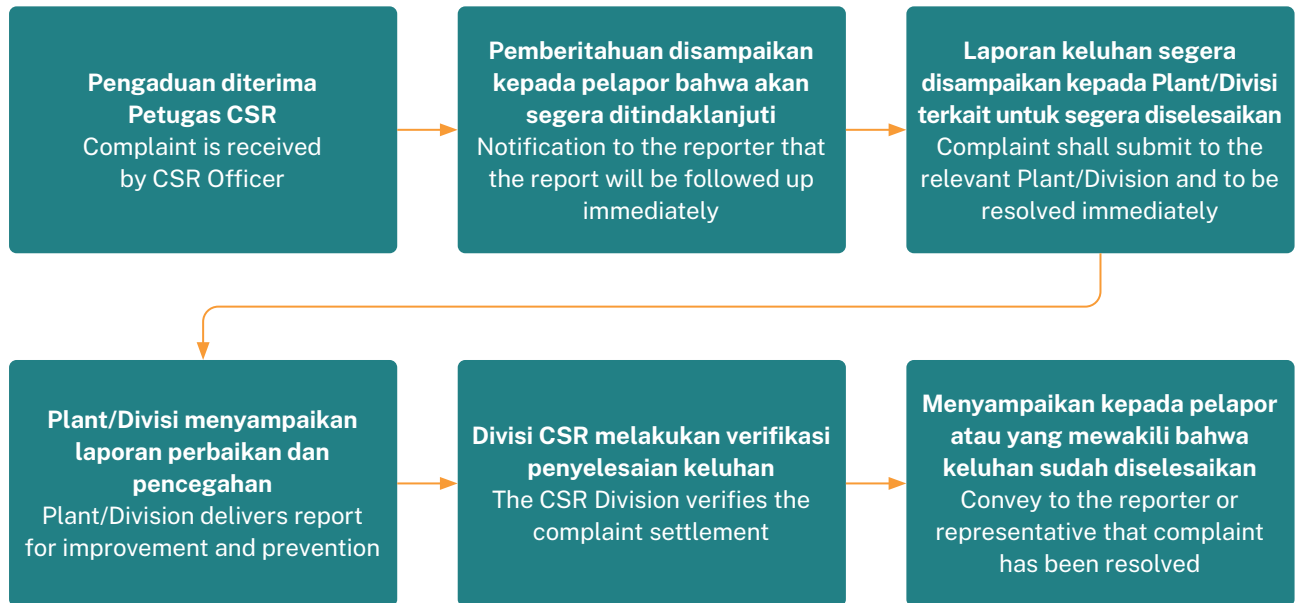 Pengaduan diterima
Petugas CSR
Complaint is received
by CSR Officer
Pemberitahuan disampaikan
kepada pelapor bahwa akan
segera ditindaklanjuti
Notification to the reporter that
the report will be followed up
immediately
Laporan keluhan segera
disampaikan kepada Plant/Divisi
terkait untuk segera diselesaikan
Complaint shall submit to the
relevant Plant/Division and to be
resolved immediately
Plant/Divisi menyampaikan
laporan perbaikan dan
pencegahan
Plant/Division delivers report
for improvement and prevention
Divisi CSR melakukan verifikasi
penyelesaian keluhan
The CSR Division verifies the
complaint settlement
Menyampaikan kepada pelapor
atau yang mewakili bahwa
keluhan sudah diselesaikan
Convey to the reporter or
representative that complaint
has been resolved